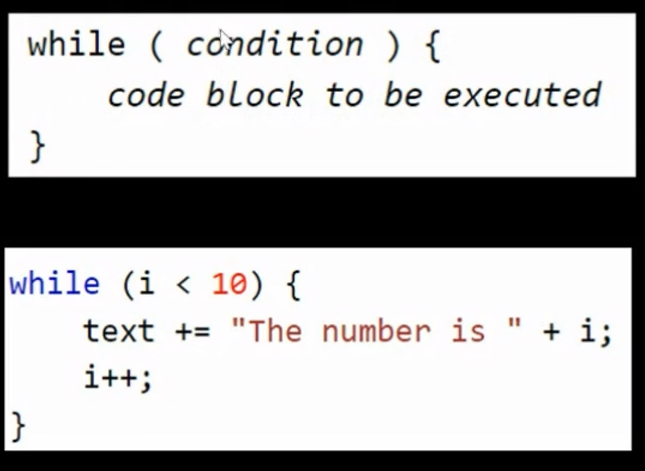 while ( condition ) {
code block to be executed
}
while (i < 10) {
text += "The number is " + i;
i++;
}